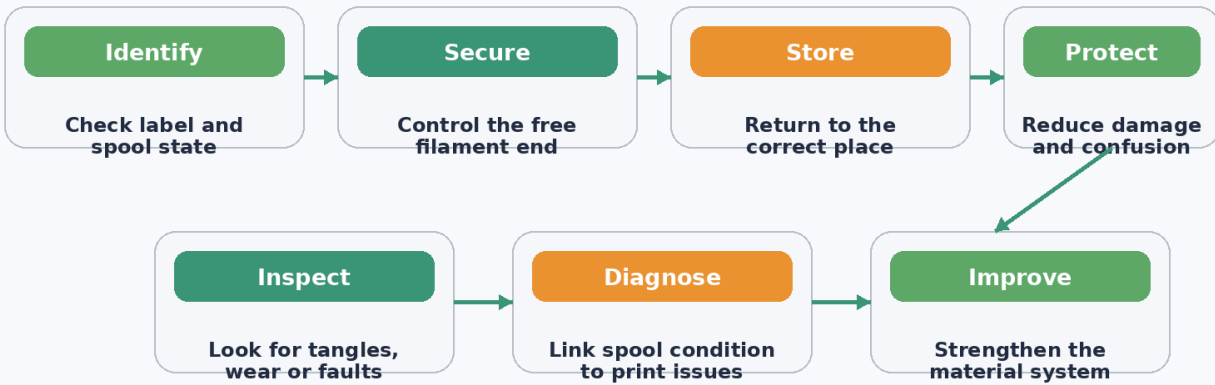 Identify
Check label and
spool state
Secure
Control the free
filament end
Store
Return to the
correct place
Protect
Reduce damage
and confusion
Inspect
Look for tangles,
wear or faults
Diagnose
Link spool condition
to print issues
Improve
Strengthen the
material system